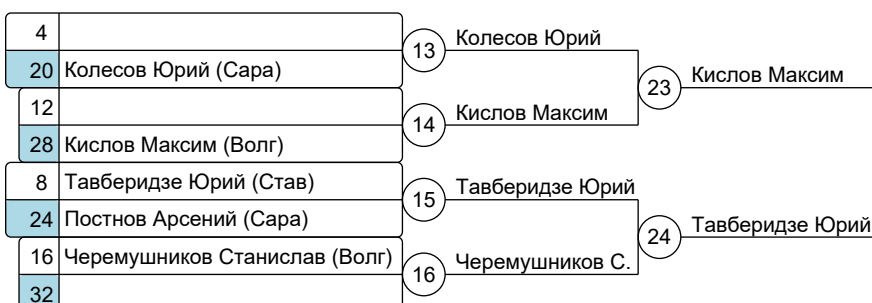 4
13 Колесов Юрий
20 Колесов Юрий (Сара)
23 Кислов Максим
12
14 Кислов Максим
28 Кислов Максим (Волг)
8 Тавберидзе Юрий (Став)
15 Тавберидзе Юрий
24 Постнов Арсений (Сара)
24 Тавберидзе Юрий
16 Черемушников Станислав (Волг)
16 Черемушников С.
32